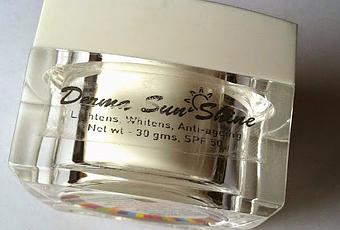 Derma Sun Shine
Lightens, Whitens, Anti-ageing
Net wt - 30 gms, SPF 50